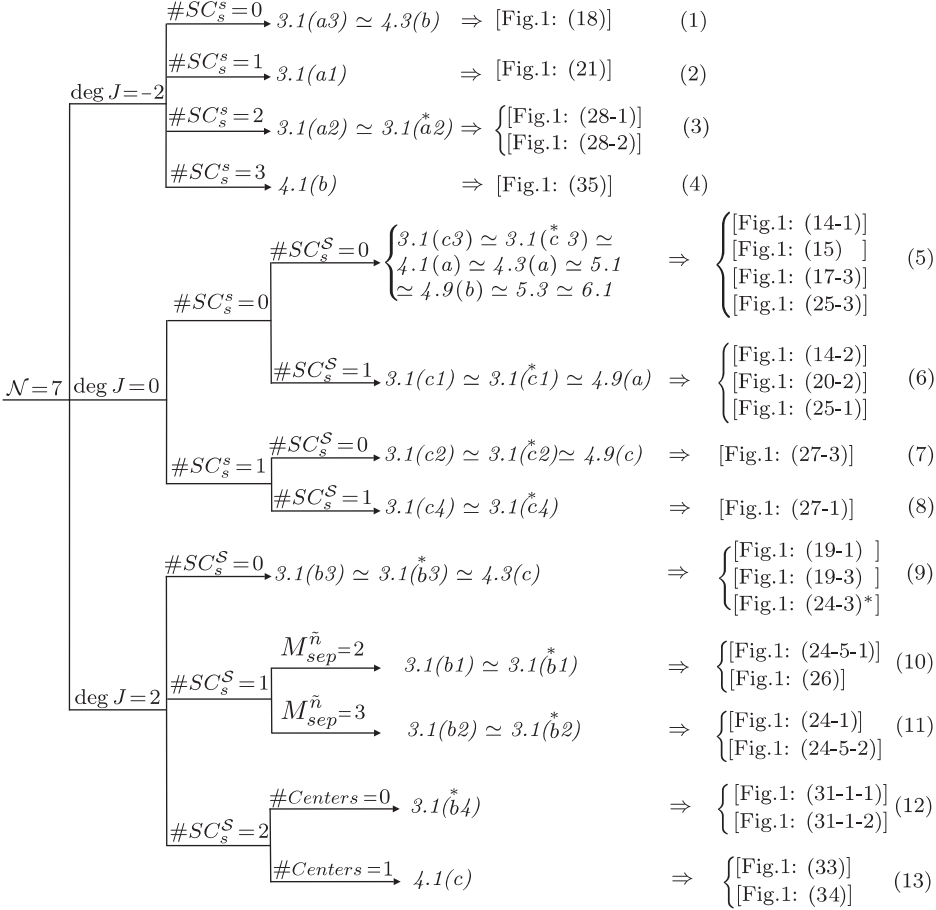 #SC_s^s=0 3.1(a3) ≃ 4.3(b) ⇒ [Fig.1: (18)] (1)
#SC_s^s=1 3.1(a1) ⇒ [Fig.1: (21)] (2)
deg J=-2
#SC_s^s=2 3.1(a2) ≃ 3.1(a*2) ⇒ {[Fig.1: (28-1)] (3)
[Fig.1: (28-2)]
#SC_s^s=3 4.1(b) ⇒ [Fig.1: (35)] (4)
#SC_s^S=0 {3.1(c3) ≃ 3.1(c* 3) ≃
4.1(a) ≃ 4.3(a) ≃ 5.1
≃ 4.9(b) ≃ 5.3 ≃ 6.1
⇒ {[Fig.1: (14-1)]
[Fig.1: (15) ] (5)
[Fig.1: (17-3)]
[Fig.1: (25-3)]
#SC_s^s=0
#SC_s^S=1 3.1(c1) ≃ 3.1(c*1) ≃ 4.9(a) ⇒ {[Fig.1: (14-2)]
[Fig.1: (20-2)] (6)
[Fig.1: (25-1)]
N=7 deg J=0
#SC_s^s=1
#SC_s^S=0 3.1(c2) ≃ 3.1(c*2) ≃ 4.9(c) ⇒ [Fig.1: (27-3)] (7)
#SC_s^S=1 3.1(c4) ≃ 3.1(c*4) ⇒ [Fig.1: (27-1)] (8)
#SC_s^S=0 3.1(b3) ≃ 3.1(b*3) ≃ 4.3(c) ⇒ {[Fig.1: (19-1) ]
[Fig.1: (19-3) ] (9)
[Fig.1: (24-3)*]
deg J=2
#SC_s^S=1
M_sep^ñ=2 3.1(b1) ≃ 3.1(b*1) ⇒ {[Fig.1: (24-5-1)] (10)
[Fig.1: (26)]
M_sep^ñ=3 3.1(b2) ≃ 3.1(b*2) ⇒ {[Fig.1: (24-1)] (11)
[Fig.1: (24-5-2)]
#SC_s^S=2
#Centers=0 3.1(b*4) ⇒ {[Fig.1: (31-1-1)] (12)
[Fig.1: (31-1-2)]
#Centers=1 4.1(c) ⇒ {[Fig.1: (33)] (13)
[Fig.1: (34)]